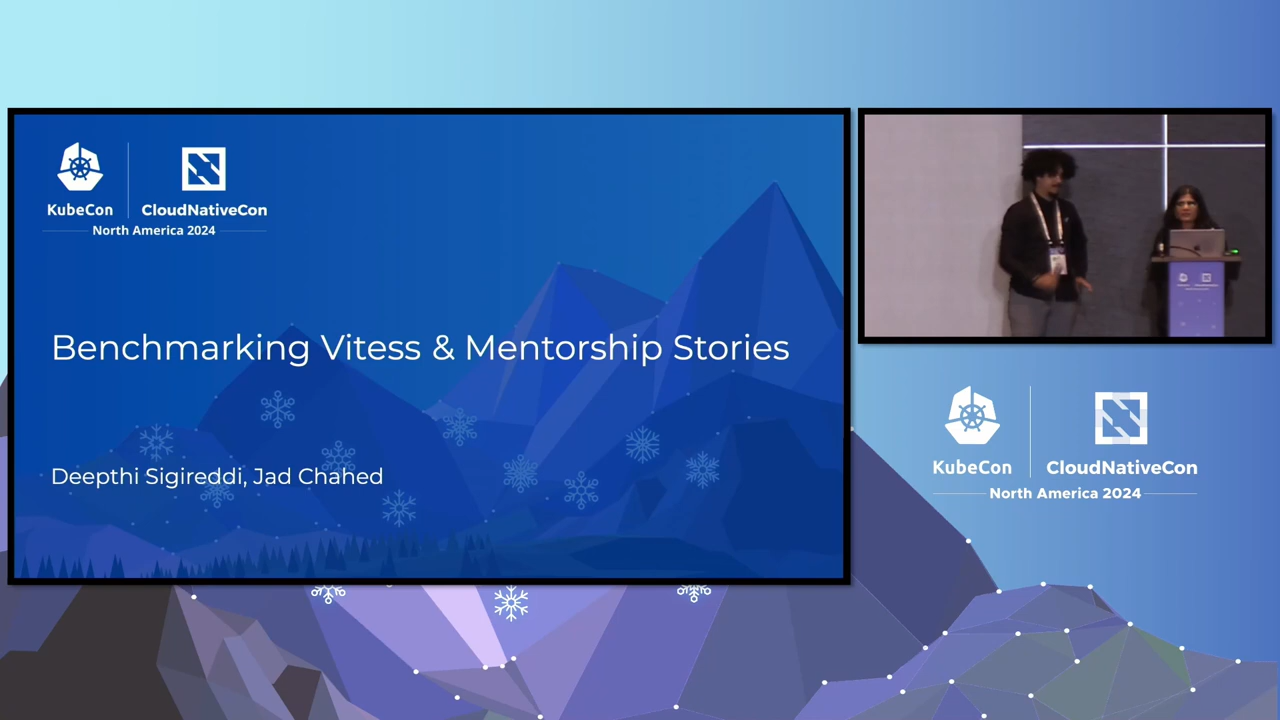 KubeCon
CloudNativeCon
North America 2024
Benchmarking Vitess & Mentorship Stories
Deepthi Sigireddi, Jad Chahed
KubeCon
CloudNativeCon
North America 2024